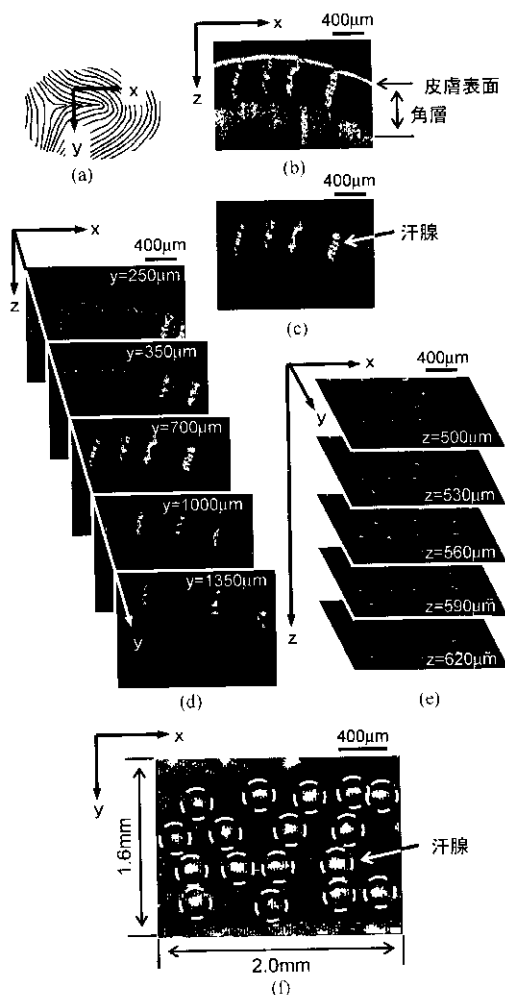 x
y
(a)
x
400μm
z
皮膚表面
角層
(b)
400μm
汗腺
(c)
x
400μm
z
y=250μm
y=350μm
y=700μm
y=1000μm
y=1350μm
y
(d)
x
400μm
y
z=500μm
z=530μm
z=560μm
z=590μm
z=620μm
z
(e)
x
400μm
y
1.6mm
汗腺
2.0mm
(f)